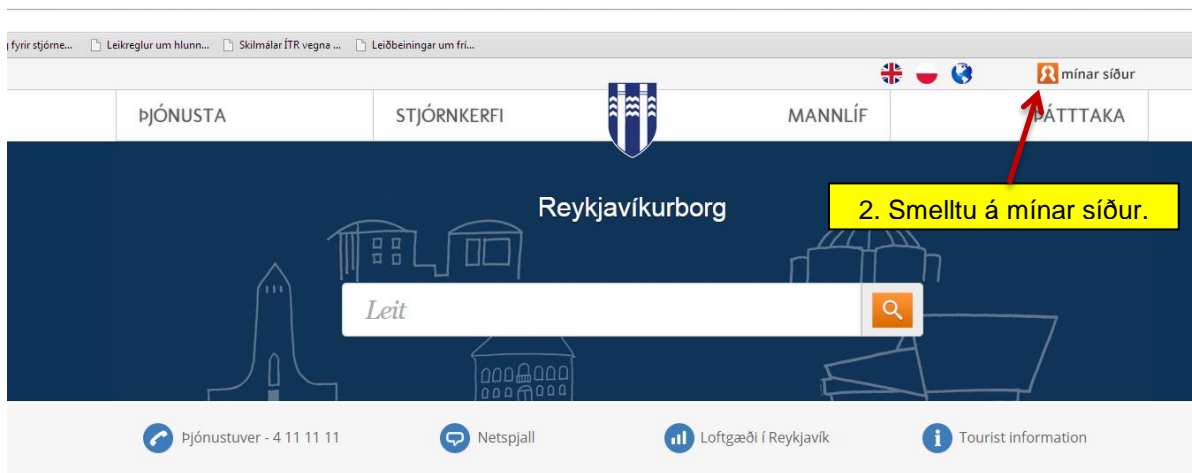 fyrir stjórne... Leikreglur um hlunn... Skilmálar ÍTR vegna ... Leiðbeiningar um frí...
mínar síður
ÞJÓNUSTA STJÓRNKERFI MANNLÍF ÞÁTTTAKA
Reykjavíkurborg
2. Smelltu á mínar síður.
Leit
Þjónustuver - 4 11 11 11 Netspjall Loftgæði í Reykjavík Tourist information